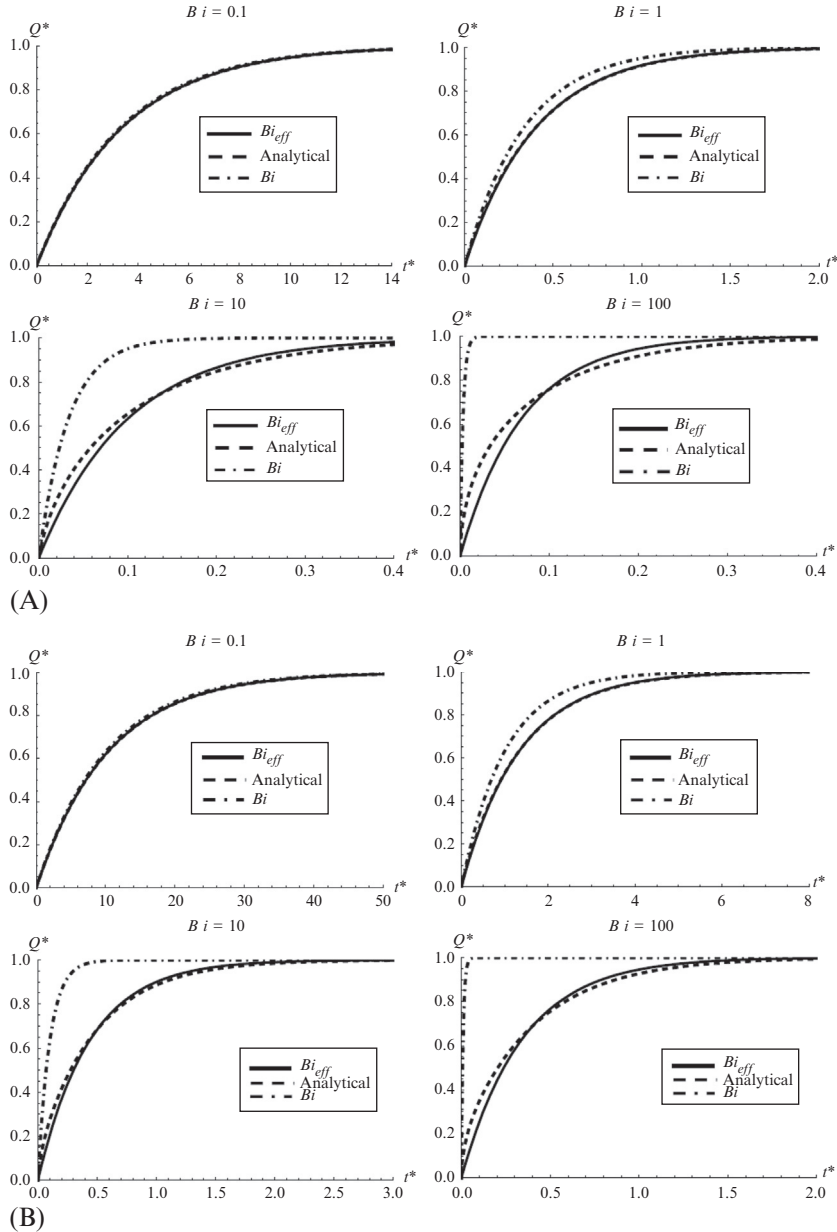 B i = 0.1
Q*
1.0
0.8
0.6
0.4
0.2
0.0
Bi_eff
Analytical
Bi
0 2 4 6 8 10 12 14 t*
B i = 1
Q*
1.0
0.8
0.6
0.4
0.2
0.0
Bi_eff
Analytical
Bi
0 0.5 1.0 1.5 2.0 t*
B i = 10
Q*
1.0
0.8
0.6
0.4
0.2
0.0
Bi_eff
Analytical
Bi
0.0 0.1 0.2 0.3 0.4 t*
B i = 100
Q*
1.0
0.8
0.6
0.4
0.2
0.0
Bi_eff
Analytical
Bi
0.0 0.1 0.2 0.3 0.4 t*
(A)
B i = 0.1
Q*
1.0
0.8
0.6
0.4
0.2
0.0
Bi_eff
Analytical
Bi
0 10 20 30 40 50 t*
B i = 1
Q*
1.0
0.8
0.6
0.4
0.2
0.0
Bi_eff
Analytical
Bi
0 2 4 6 8 t*
B i = 10
Q*
1.0
0.8
0.6
0.4
0.2
0.0
Bi_eff
Analytical
Bi
0.0 0.5 1.0 1.5 2.0 2.5 3.0 t*
B i = 100
Q*
1.0
0.8
0.6
0.4
0.2
0.0
Bi_eff
Analytical
Bi
0.0 0.5 1.0 1.5 2.0 t*
(B)